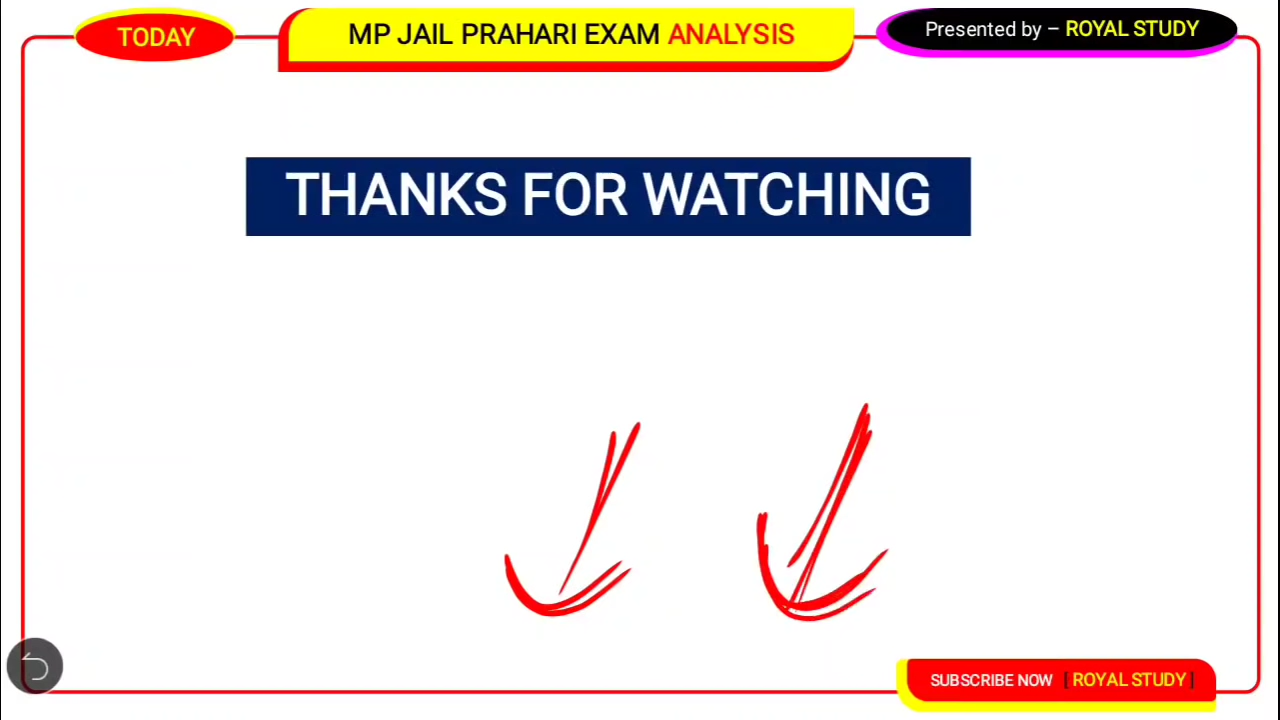 TODAY
MP JAIL PRAHARI EXAM ANALYSIS
Presented by – ROYAL STUDY
THANKS FOR WATCHING
SUBSCRIBE NOW [ ROYAL STUDY ]